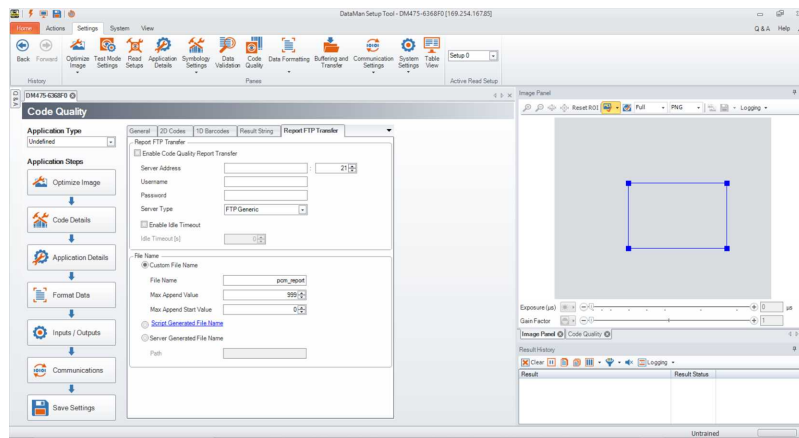 DataMan Setup Tool - DM475-6368F0 [169.254.167.85]
Home Actions Settings System View
Q & A Help
Back Forward Optimize Image Test Mode Settings Read Setups Application Details Symbology Settings Data Validation Code Quality Data Formatting Buffering and Transfer Communication Settings System Settings Table View Setup 0
History Panes Active Read Setup
DM475-6368F0
Code Quality
Application Type
Undefined
Application Steps
Optimize Image
Code Details
Application Details
Format Data
Inputs / Outputs
Communications
Save Settings
General 2D Codes 1D Barcodes Result String Report FTP Transfer
Report FTP Transfer
Enable Code Quality Report Transfer
Server Address : 21
Username
Password
Server Type FTPGeneric
Enable Idle Timeout
Idle Timeout [s] 0
File Name
Custom File Name
File Name pcm_report
Max Append Value 999
Max Append Start Value 0
Script Generated File Name
Server Generated File Name
Path
Image Panel
Reset ROI Full PNG Logging
Exposure (µs) 0 µs
Gain Factor 1
Image Panel Code Quality
Result History
Clear Logging
Result Result Status
Untrained